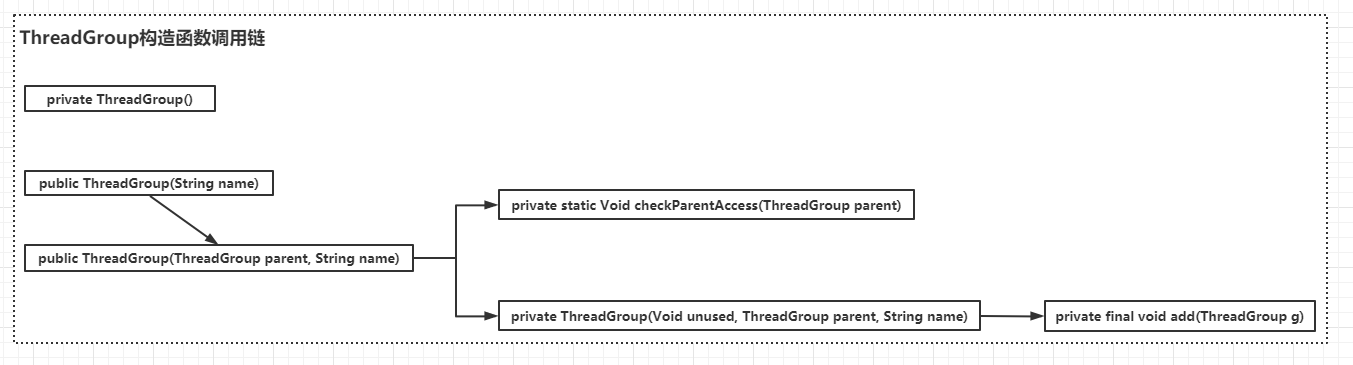 ThreadGroup构造函数调用链
private ThreadGroup()
public ThreadGroup(String name)
private static Void checkParentAccess(ThreadGroup parent)
public ThreadGroup(ThreadGroup parent, String name)
private ThreadGroup(Void unused, ThreadGroup parent, String name)
private final void add(ThreadGroup g)